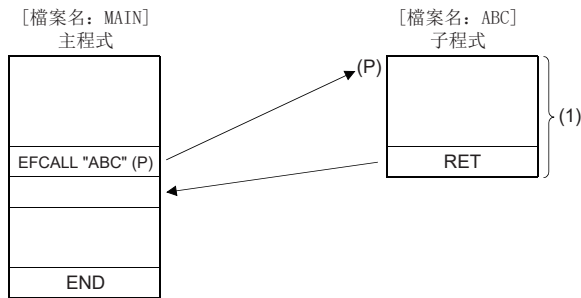 [檔案名：MAIN]
主程式
[檔案名：ABC]
子程式
(P)
(1)
EFCALL "ABC" (P)
RET
END